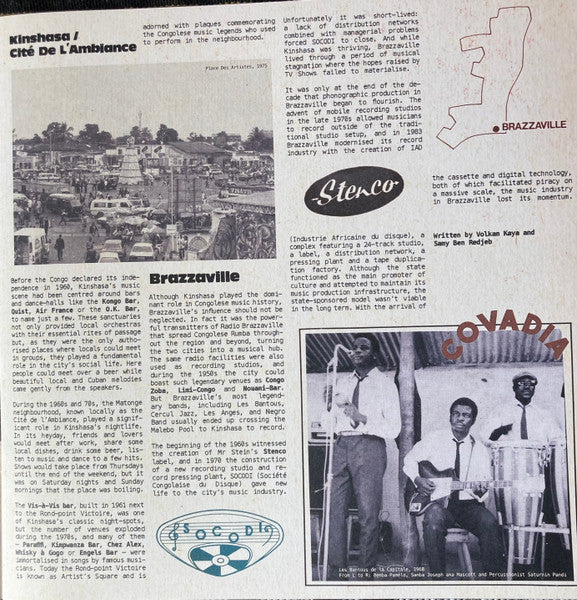 Kinshasa /
Cité De L'Ambiance
Place Des Artistes, 1975
Before the Congo declared its inde-
pendence in 1960, Kinshasa's music
scene had been centred around bars
and dance-halls like the Kongo Bar,
Quist, Air France or the O.K. Bar,
to name just a few. These sanctuaries
not only provided local orchestras
with their essential rites of passage
but, as they were the only autho-
rised places where locals could meet
in groups, they played a fundamental
role in the city's social life. Here
people could meet over a beer while
beautiful local and Cuban melodies
came gently from the speakers.
During the 1960s and 70s, the Matonge
neighbourhood, known locally as the
Cité de l'Ambiance, played a signif-
icant role in Kinshasa's nightlife.
In its heyday, friends and lovers
would meet after work, share some
local dishes, drink some beer, lis-
ten to music and dance to a few hits.
Shows would take place from Thursdays
until the end of the weekend, but it
was on Saturday nights and Sunday
mornings that the place was boiling.
The Vis-à-Vis bar, built in 1961 next
to the Rond-point Victoire, was one
of Kinshasa's classic night-spots,
but the number of venues exploded
during the 1970s, and many of them
– Parafifi, Kimpwanza Bar, Chez Alex,
Whisky à Gogo or Engels Bar – were
immortalised in songs by famous musi-
cians. Today the Rond-point Victoire
is known as Artist's Square and is
adorned with plaques commemorating
the Congolese music legends who used
to perform in the neighbourhood.
Brazzaville
Although Kinshasa played the domi-
nant role in Congolese music history,
Brazzaville's influence should not be
neglected. In fact it was the power-
ful transmitters of Radio Brazzaville
that spread Congolese Rumba through-
out the region and beyond, turning
the two cities into a musical hub.
The same radio facilities were also
used as recording studios, and
during the 1950s the city could
boast such legendary venues as Congo
Zoba, Limi-Congo and Nouani-Bar.
But Brazzaville's most legend-
ary bands, including Les Bantous,
Cercul Jazz, Les Anges, and Negro
Band usually ended up crossing the
Malebo Pool to Kinshasa to record.
The beginning of the 1960s witnessed
the creation of Mr Stein's Stenco
label, and in 1970 the construction
of a new recording studio and re-
cord pressing plant, SOCODI (Société
Congolaise du Disque) gave new
life to the city's music industry.
SOCODI
Unfortunately it was short-lived:
a lack of distribution networks
combined with managerial problems
forced SOCODI to close. And while
Kinshasa was thriving, Brazzaville
lived through a period of musical
stagnation where the hopes raised by
TV Shows failed to materialise.
It was only at the end of the de-
cade that phonographic production in
Brazzaville began to flourish. The
advent of mobile recording studios
in the late 1970s allowed musicians
to record outside of the tradi-
tional studio setup, and in 1983
Brazzaville modernised its record
industry with the creation of IAD
Stenco
(Industrie Africaine du disque), a
complex featuring a 24-track studio,
a label, a distribution network, a
pressing plant and a tape duplica-
tion factory. Although the state
functioned as the main promoter of
culture and attempted to maintain its
music production infrastructure, the
state-sponsored model wasn't viable
in the long term. With the arrival of
BRAZZAVILLE
the cassette and digital technology,
both of which facilitated piracy on
a massive scale, the music industry
in Brazzaville lost its momentum.
Written by Volkan Kaya and
Samy Ben Redjeb
COVADIA
Les Bantous de la Capitale, 1968
From L to R: Bemba Pamelo, Samba Joseph aka Mascott and Percussionist Saturnin Pandi